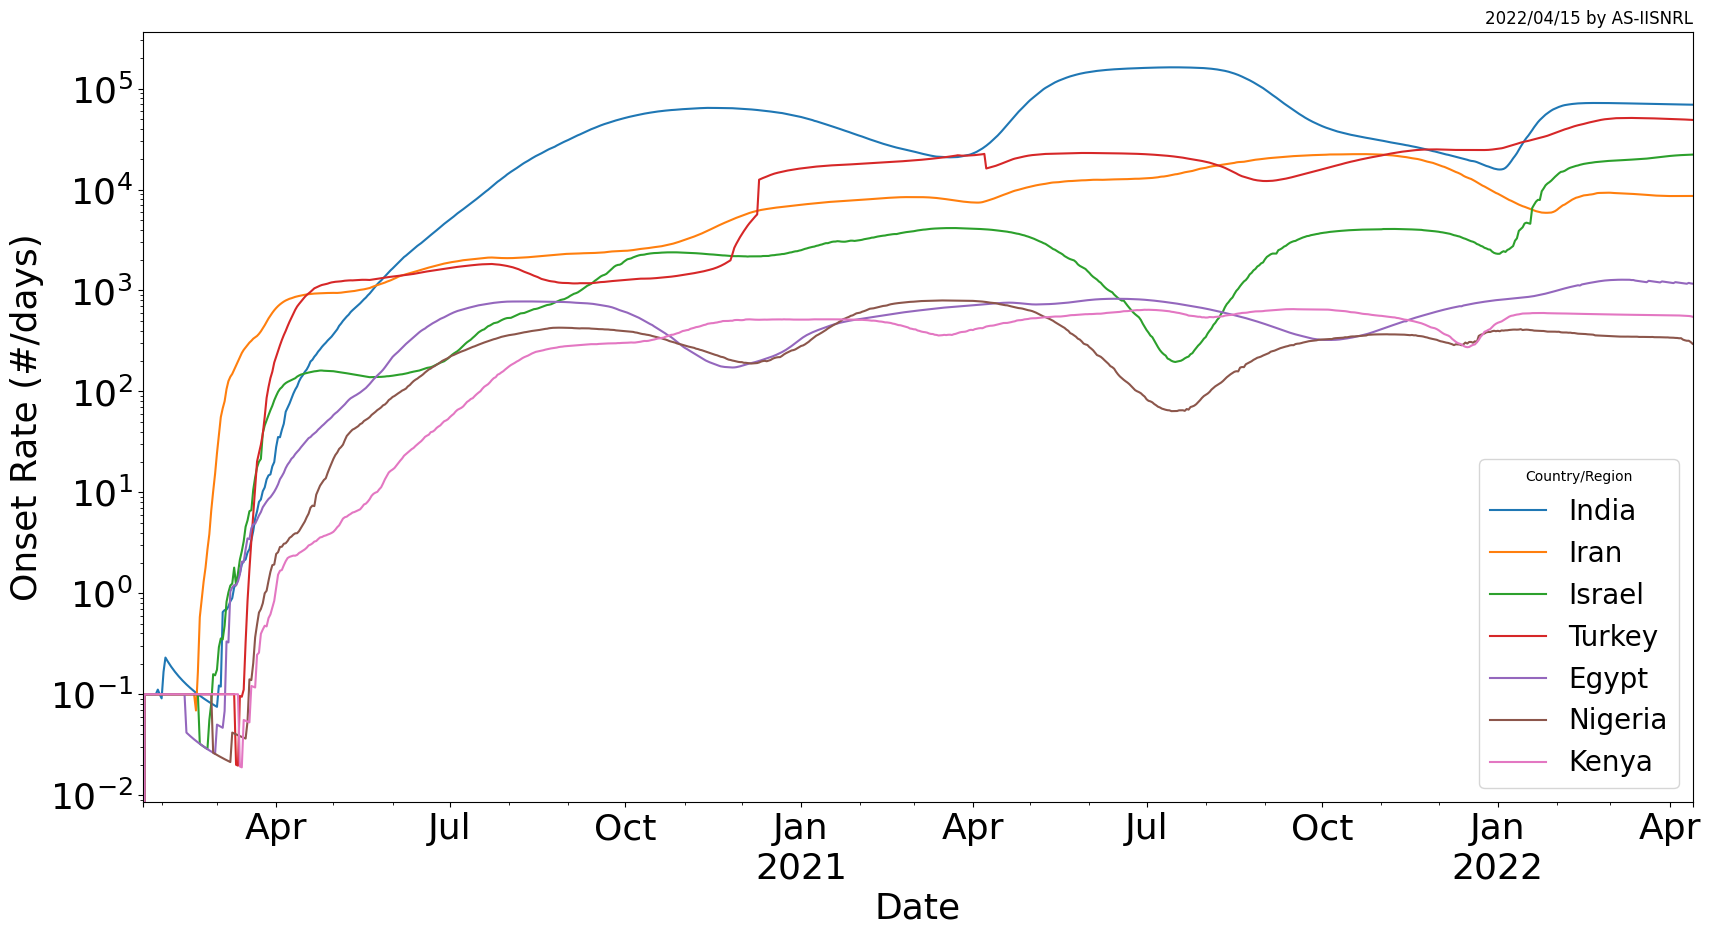 2022/04/15 by AS-IISNRL
Onset Rate (#/days)
10^5
10^4
10^3
10^2
10^1
10^0
10^-1
10^-2
Country/Region
India
Iran
Israel
Turkey
Egypt
Nigeria
Kenya
Apr Jul Oct Jan Apr Jul Oct Jan Apr
2021 2022
Date